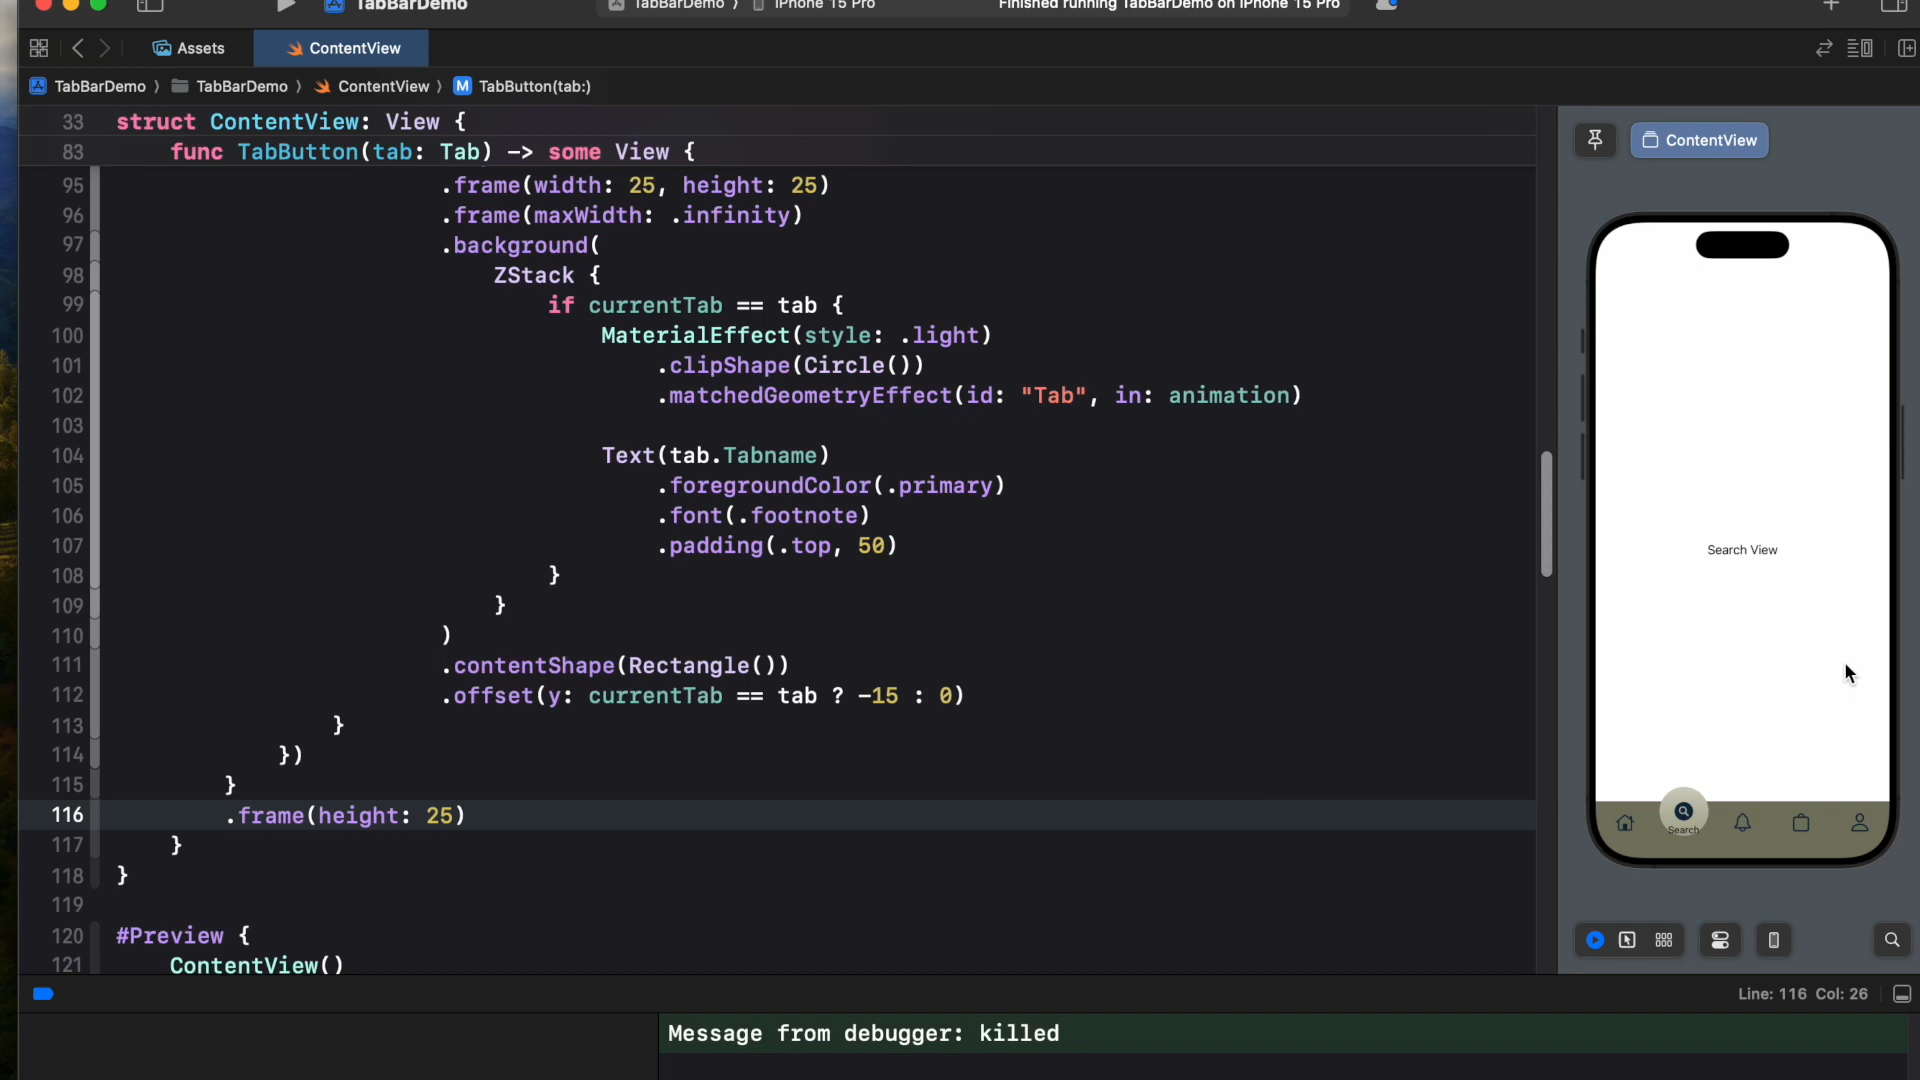 TabBarDemo
TabBarDemo 〉 iPhone 15 Pro
Finished running TabBarDemo on iPhone 15 Pro
Assets
ContentView
TabBarDemo 〉 TabBarDemo 〉 ContentView 〉 M TabButton(tab:)
33 struct ContentView: View {
83 func TabButton(tab: Tab) -> some View {
95 .frame(width: 25, height: 25)
96 .frame(maxWidth: .infinity)
97 .background(
98 ZStack {
99 if currentTab == tab {
100 MaterialEffect(style: .light)
101 .clipShape(Circle())
102 .matchedGeometryEffect(id: "Tab", in: animation)
103
104 Text(tab.Tabname)
105 .foregroundColor(.primary)
106 .font(.footnote)
107 .padding(.top, 50)
108 }
109 }
110 )
111 .contentShape(Rectangle())
112 .offset(y: currentTab == tab ? -15 : 0)
113 }
114 })
115 }
116 .frame(height: 25)
117 }
118 }
119
120 #Preview {
121 ContentView()
ContentView
Search View
Search
Line: 116 Col: 26
Message from debugger: killed